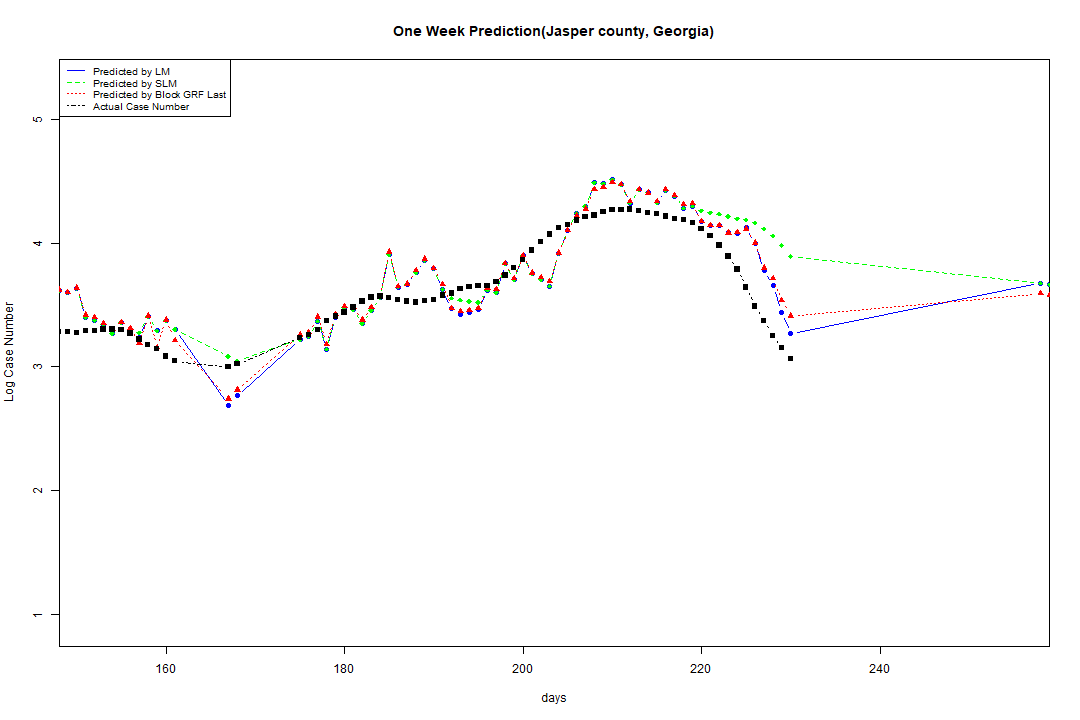 One Week Prediction(Jasper county, Georgia)
Predicted by LM
Predicted by SLM
Predicted by Block GRF Last
Actual Case Number
5
4
3
2
1
Log Case Number
160 180 200 220 240
days